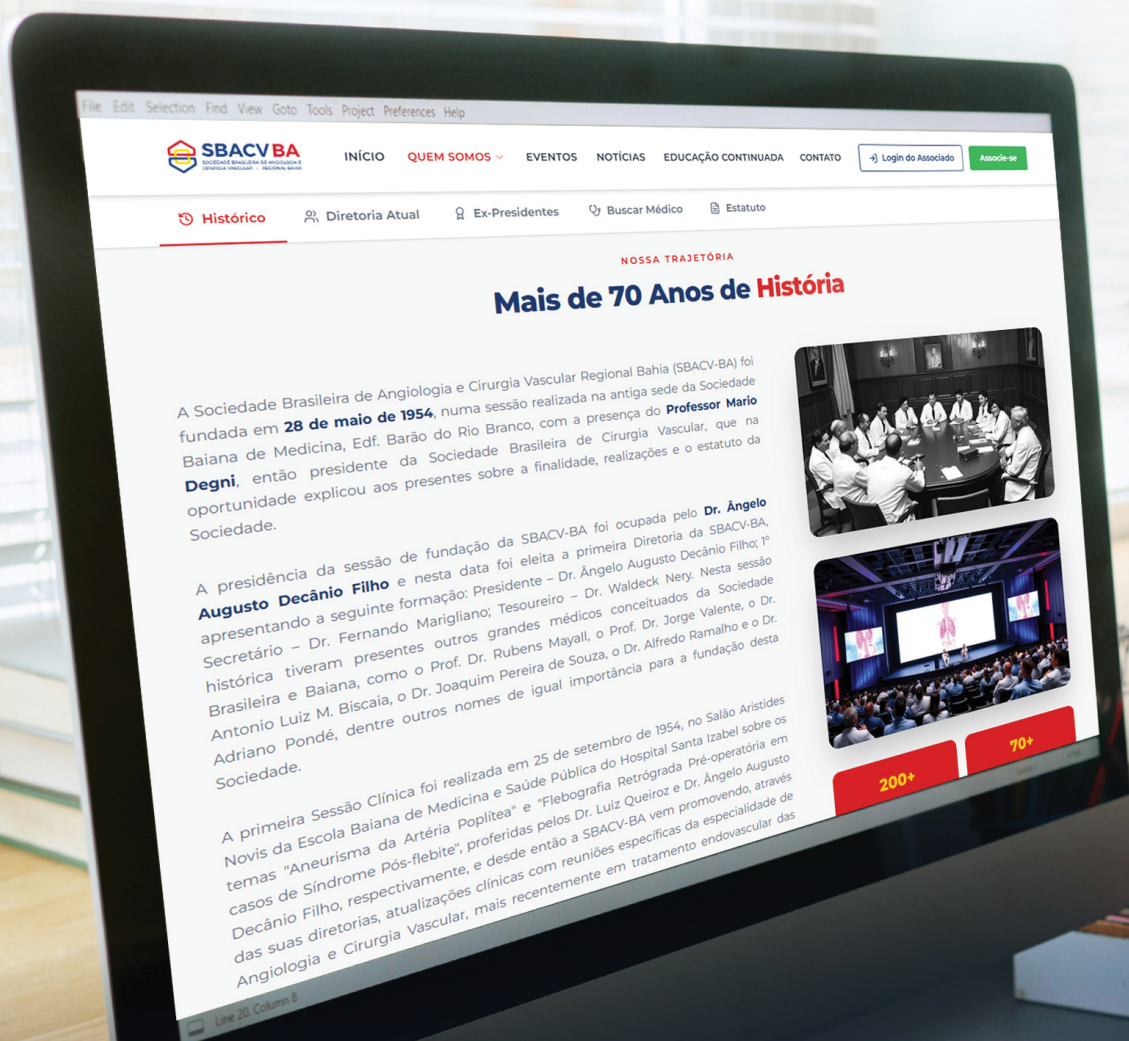 File Edit Selection Find View Goto Tools Project Preferences Help
SBACV BA
SOCIEDADE BRASILEIRA DE ANGIOLOGIA E
CIRURGIA VASCULAR - REGIONAL BAHIA
INÍCIO QUEM SOMOS EVENTOS NOTÍCIAS EDUCAÇÃO CONTINUADA CONTATO Login do Associado Associe-se
Histórico Diretoria Atual Ex-Presidentes Buscar Médico Estatuto
NOSSA TRAJETÓRIA
Mais de 70 Anos de História
A Sociedade Brasileira de Angiologia e Cirurgia Vascular Regional Bahia (SBACV-BA) foi
fundada em 28 de maio de 1954, numa sessão realizada na antiga sede da Sociedade
Baiana de Medicina, Edf. Barão do Rio Branco, com a presença do Professor Mario
Degni, então presidente da Sociedade Brasileira de Cirurgia Vascular, que na
oportunidade explicou aos presentes sobre a finalidade, realizações e o estatuto da
Sociedade.
A presidência da sessão de fundação da SBACV-BA foi ocupada pelo Dr. Ângelo
Augusto Decânio Filho e nesta data foi eleita a primeira Diretoria da SBACV-BA,
apresentando a seguinte formação: Presidente – Dr. Ângelo Augusto Decânio Filho; 1º
Secretário – Dr. Fernando Marigliano; Tesoureiro – Dr. Waldeck Nery. Nesta sessão
histórica tiveram presentes outros grandes médicos conceituados da Sociedade
Brasileira e Baiana, como o Prof. Dr. Rubens Mayall, o Prof. Dr. Jorge Valente, o Dr.
Antonio Luiz M. Biscaia, o Dr. Joaquim Pereira de Souza, o Dr. Alfredo Ramalho e o Dr.
Adriano Pondé, dentre outros nomes de igual importância para a fundação desta
Sociedade.
A primeira Sessão Clínica foi realizada em 25 de setembro de 1954, no Salão Aristides
Novis da Escola Baiana de Medicina e Saúde Pública do Hospital Santa Izabel sobre os
temas "Aneurisma da Artéria Poplítea" e "Flebografia Retrógrada Pré-operatória em
casos de Síndrome Pós-flebite", proferidas pelos Dr. Luiz Queiroz e Dr. Ângelo Augusto
Decânio Filho, respectivamente, e desde então a SBACV-BA vem promovendo, através
das suas diretorias, atualizações clínicas com reuniões específicas da especialidade de
Angiologia e Cirurgia Vascular, mais recentemente em tratamento endovascular das
200+
70+
Line 20, Column 8